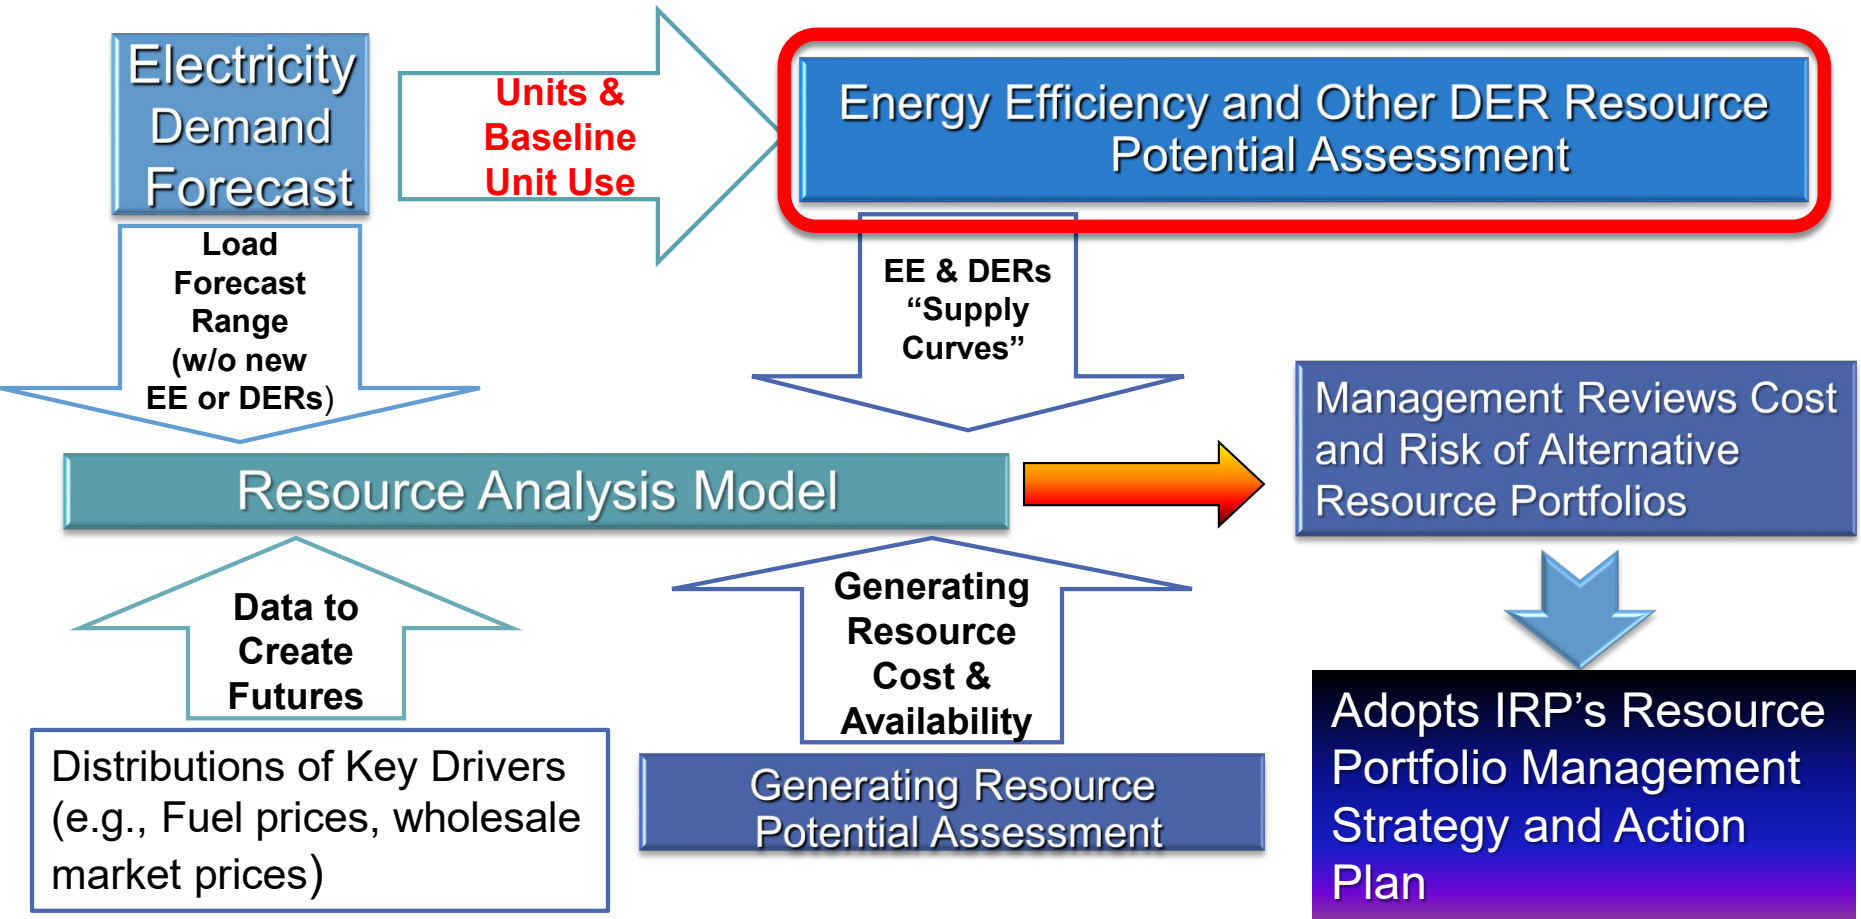 Electricity
Demand
Forecast
Units &
Baseline
Unit Use
Energy Efficiency and Other DER Resource
Potential Assessment
Load
Forecast
Range
(w/o new
EE or DERs)
EE & DERs
“Supply
Curves”
Resource Analysis Model
Management Reviews Cost
and Risk of Alternative
Resource Portfolios
Data to
Create
Futures
Generating
Resource
Cost &
Availability
Distributions of Key Drivers
(e.g., Fuel prices, wholesale
market prices)
Generating Resource
Potential Assessment
Adopts IRP’s Resource
Portfolio Management
Strategy and Action
Plan